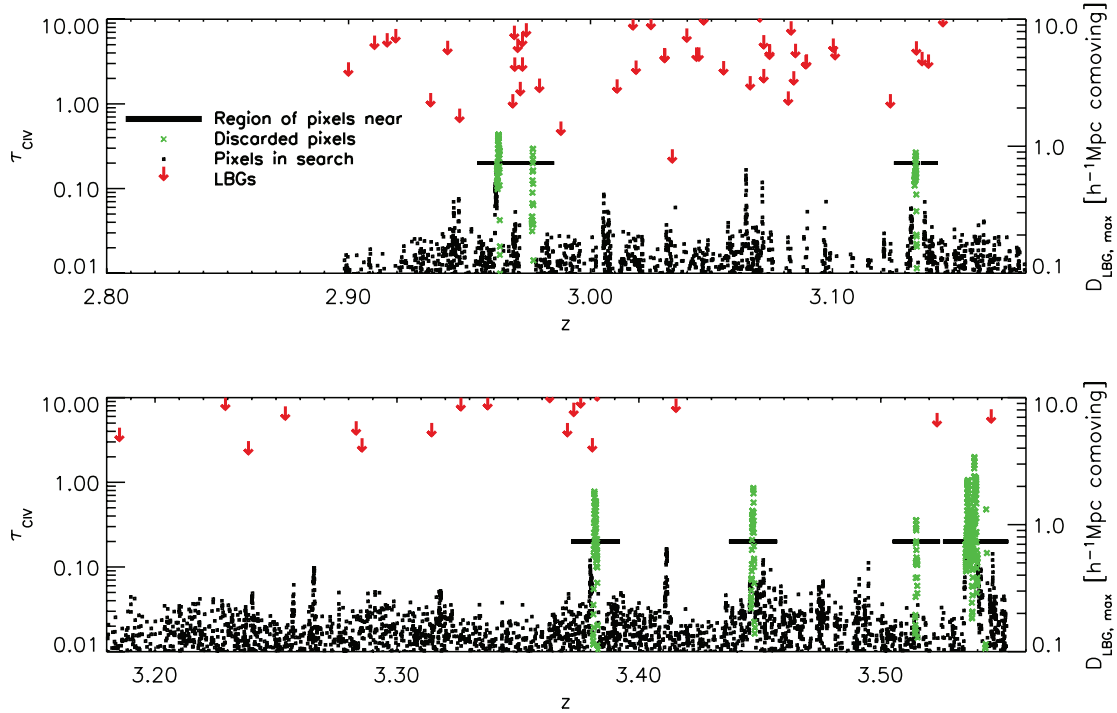 10.00
1.00
0.10
0.01
τCIV
Region of pixels near
Discarded pixels
Pixels in search
LBGs
10.0
1.0
0.1
DLBG, max [h⁻¹Mpc comoving]
2.80
2.90
3.00
3.10
z
10.00
1.00
0.10
0.01
τCIV
10.0
1.0
0.1
DLBG, max [h⁻¹Mpc comoving]
3.20
3.30
3.40
3.50
z